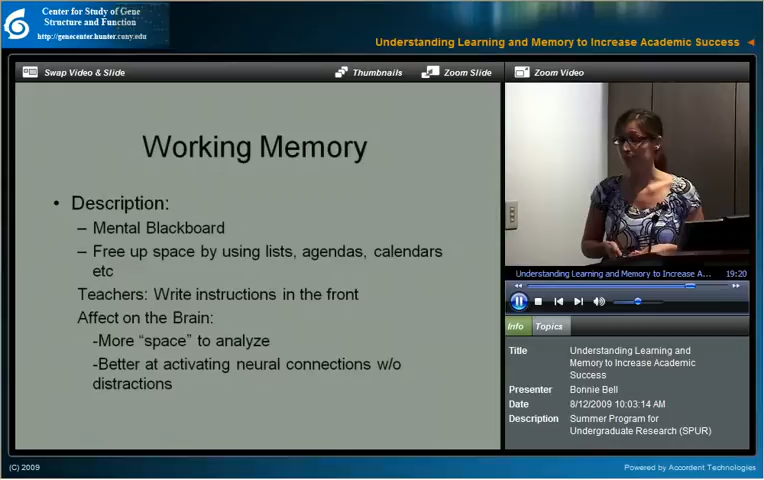 Center for Study of Gene
Structure and Function
http://genecenter.hunter.cuny.edu
Understanding Learning and Memory to Increase Academic Success
Swap Video & Slide
Thumbnails
Zoom Slide
Zoom Video
Working Memory
• Description:
– Mental Blackboard
– Free up space by using lists, agendas, calendars
etc
Teachers: Write instructions in the front
Affect on the Brain:
-More “space” to analyze
-Better at activating neural connections w/o
distractions
Understanding Learning and Memory to Increase A...
19:20
Info
Topics
Title
Understanding Learning and
Memory to Increase Academic
Success
Presenter
Bonnie Bell
Date
8/12/2009 10:03:14 AM
Description
Summer Program for
Undergraduate Research (SPUR)
(C) 2009
Powered by Accordent Technologies